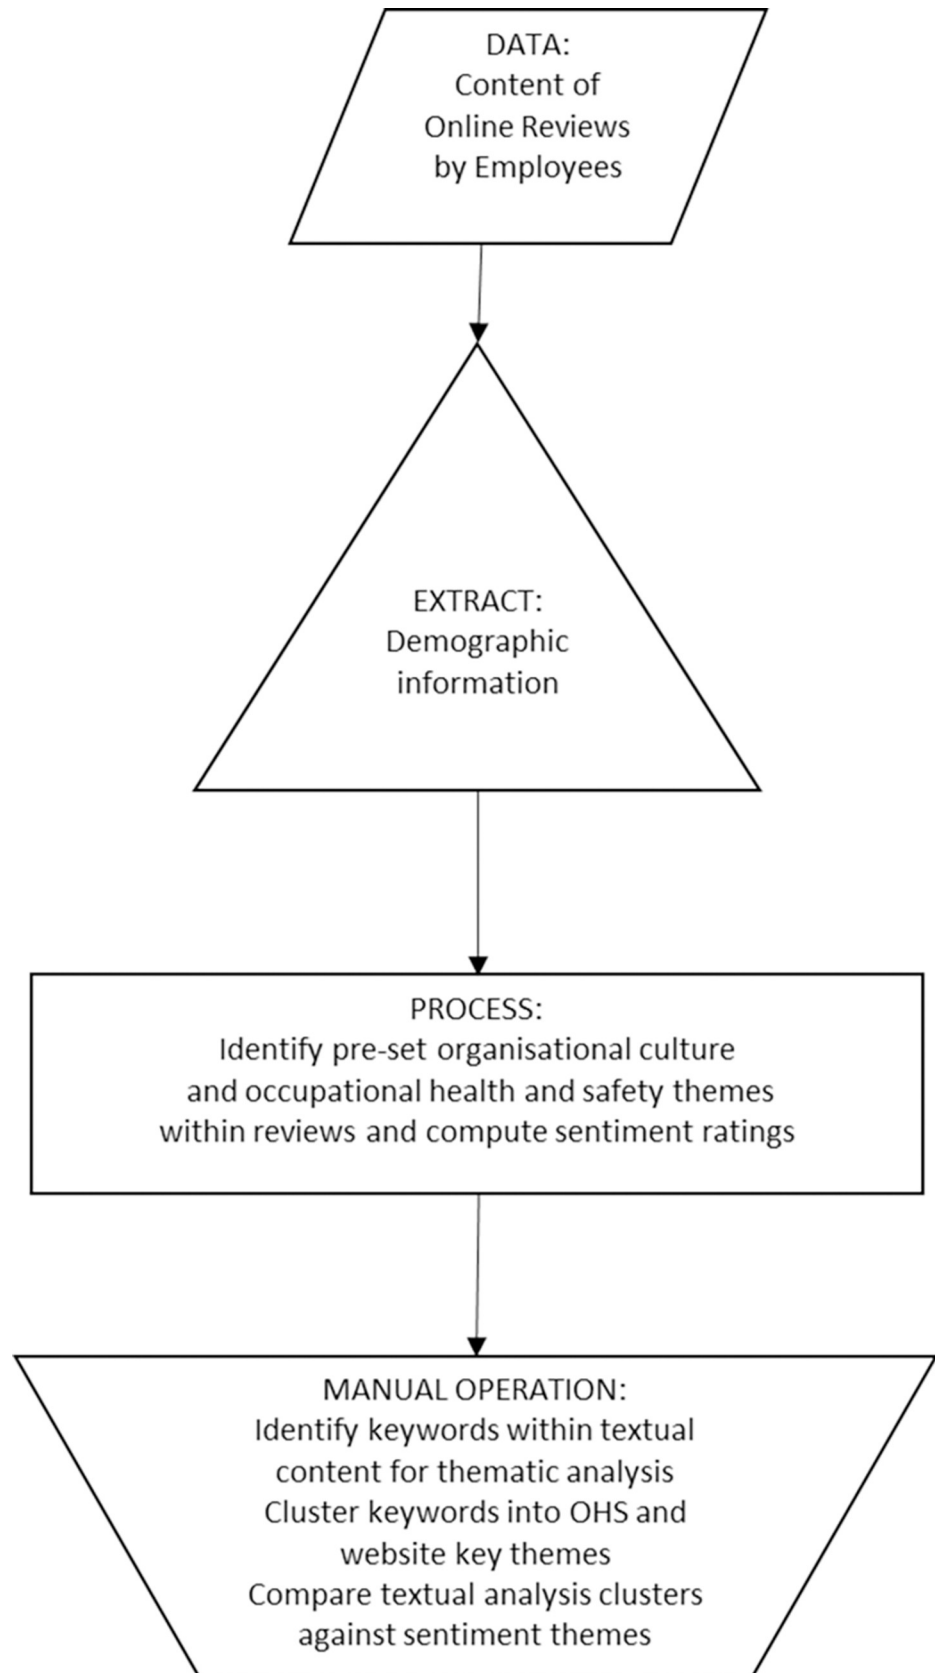 DATA:
Content of
Online Reviews
by Employees
EXTRACT:
Demographic
information
PROCESS:
Identify pre-set organisational culture
and occupational health and safety themes
within reviews and compute sentiment ratings
MANUAL OPERATION:
Identify keywords within textual
content for thematic analysis
Cluster keywords into OHS and
website key themes
Compare textual analysis clusters
against sentiment themes